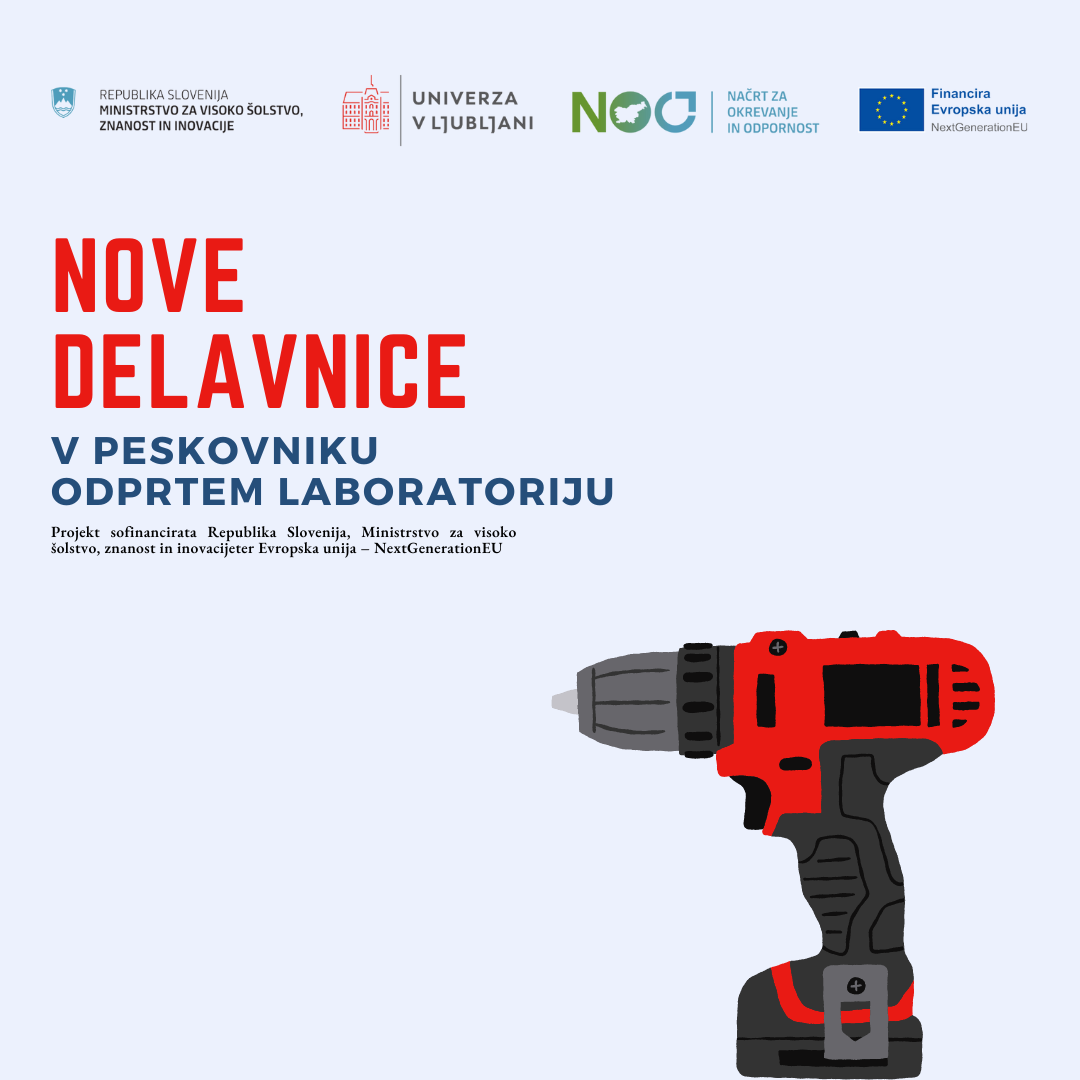 REPUBLIKA SLOVENIJA
MINISTRSTVO ZA VISOKO ŠOLSTVO,
ZNANOST IN INOVACIJE
UNIVERZA
V LJUBLJANI
NOO
NAČRT ZA
OKREVANJE
IN ODPORNOST
Financira
Evropska unija
NextGenerationEU
NOVE
DELAVNICE
V PESKOVNIKU
ODPRTEM LABORATORIJU
Projekt sofinancirata Republika Slovenija, Ministrstvo za visoko
šolstvo, znanost in inovacijeter Evropska unija – NextGenerationEU